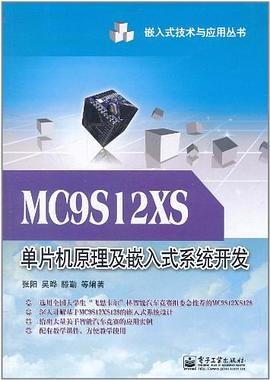 嵌入式技术与应用丛书
MC9S12XS
单片机原理及嵌入式系统开发
张阳 吴晔 滕勤 等编著
选用全国大学生“飞思卡尔”杯智能汽车竞赛组委会推荐的MC9S12XS128
深入讲解基于MC9S12XS128的嵌入式系统设计
给出大量关于智能汽车竞赛的应用实例
配有教学课件，方便教学使用
电子工业出版社